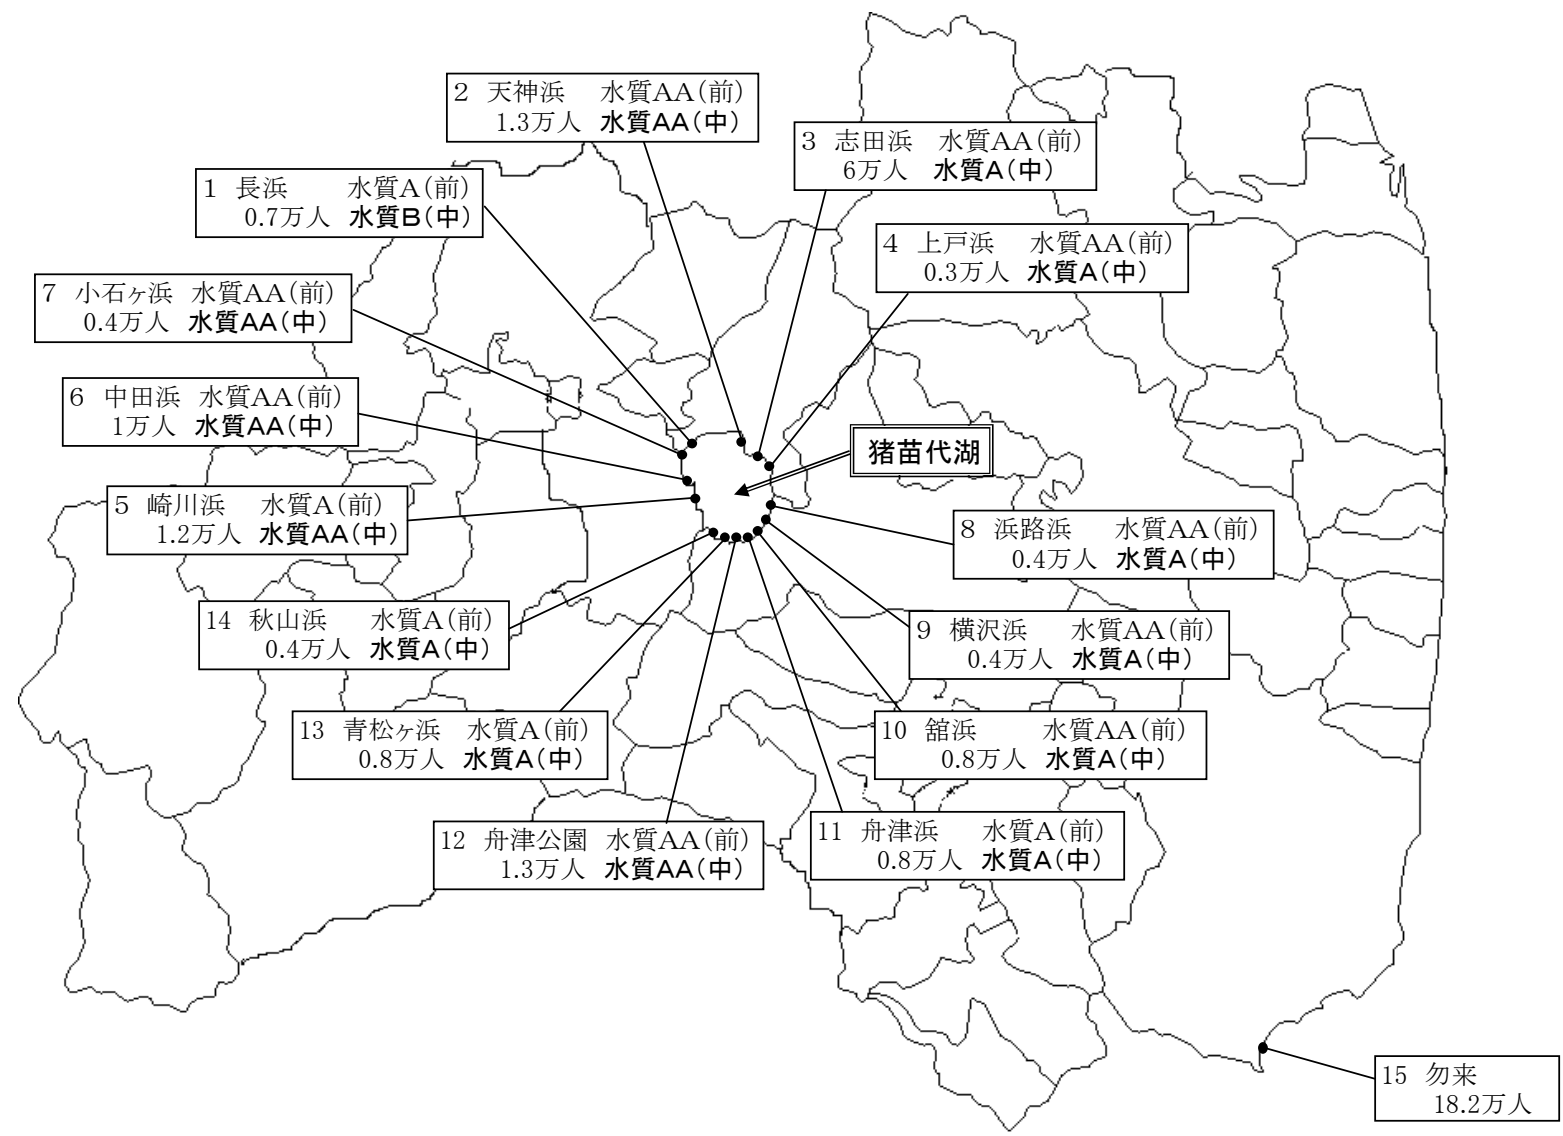 2 天神浜 水質AA(前)
1.3万人 水質AA(中)
3 志田浜 水質AA(前)
6万人 水質A(中)
1 長浜 水質A(前)
0.7万人 水質B(中)
4 上戸浜 水質AA(前)
0.3万人 水質A(中)
7 小石ヶ浜 水質AA(前)
0.4万人 水質AA(中)
6 中田浜 水質AA(前)
1万人 水質AA(中)
猪苗代湖
5 崎川浜 水質A(前)
1.2万人 水質AA(中)
8 浜路浜 水質AA(前)
0.4万人 水質A(中)
14 秋山浜 水質A(前)
0.4万人 水質A(中)
9 横沢浜 水質AA(前)
0.4万人 水質A(中)
13 青松ヶ浜 水質A(前)
0.8万人 水質A(中)
10 舘浜 水質AA(前)
0.8万人 水質A(中)
12 舟津公園 水質AA(前)
1.3万人 水質AA(中)
11 舟津浜 水質A(前)
0.8万人 水質A(中)
15 勿来
18.2万人